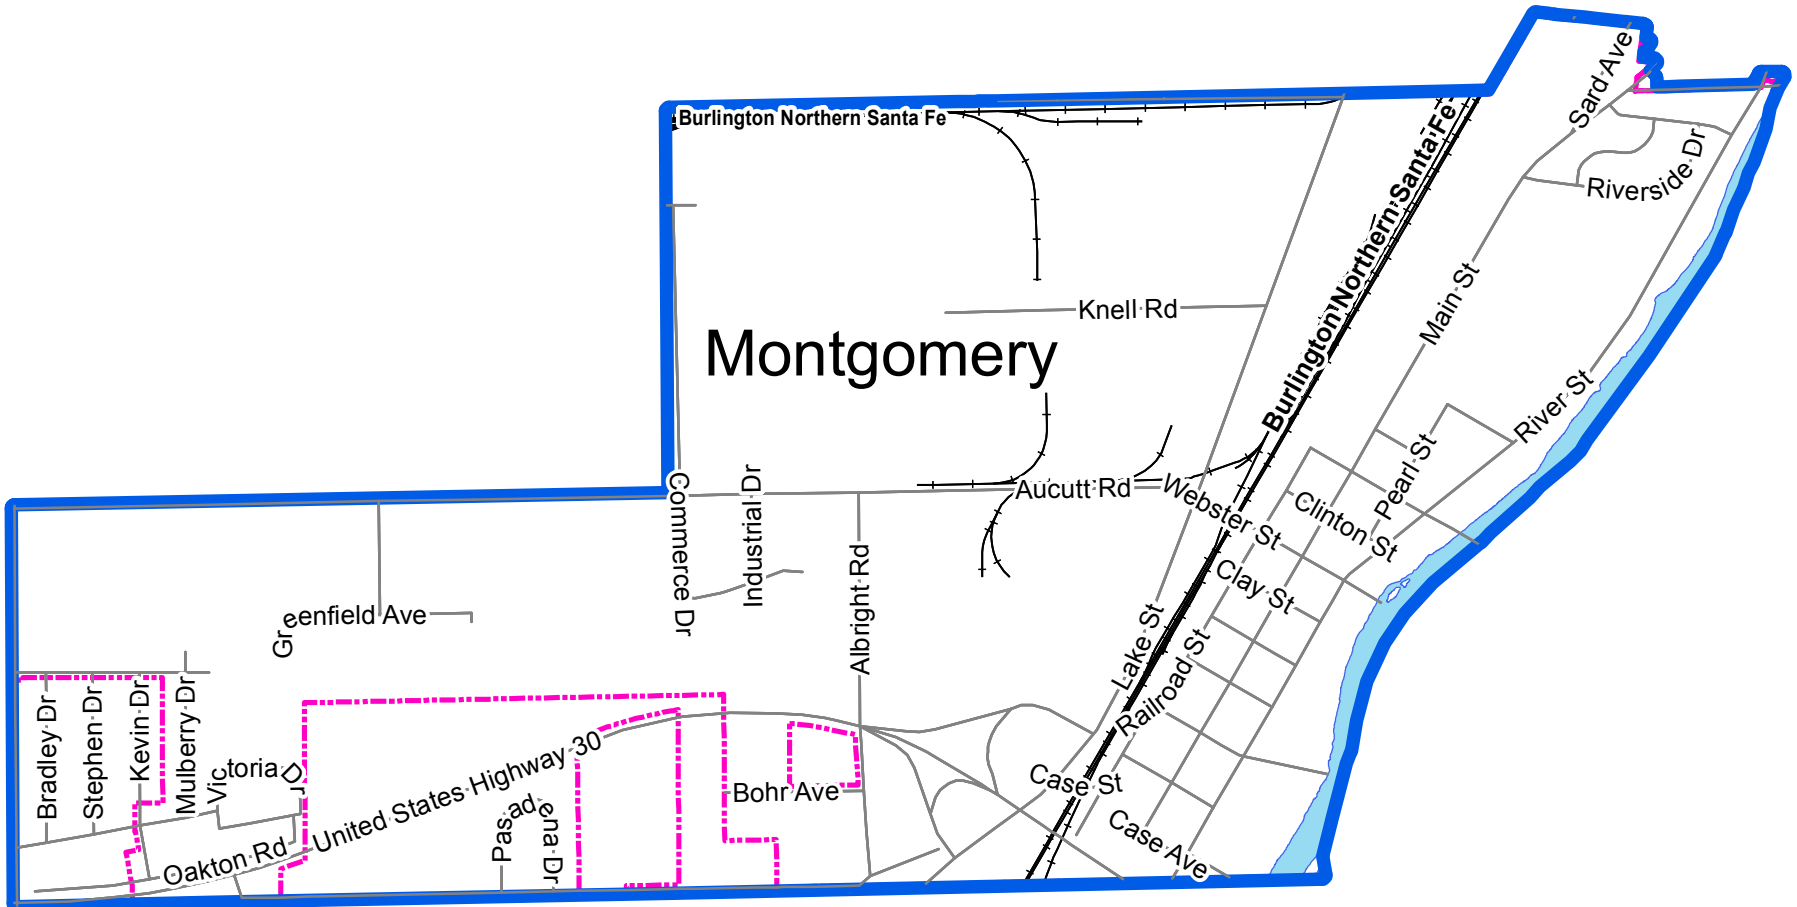 Sard Ave
Burlington Northern Santa Fe
Burlington Northern Santa Fe
Riverside Dr
Main St
Knell Rd
Montgomery
River St
Pearl St
Commerce Dr
Industrial Dr
Aucutt Rd
Webster St
Clinton St
Albright Rd
Clay St
Greenfield Ave
Lake St
Railroad St
Bradley Dr
Stephen Dr
Kevin Dr
Mulberry Dr
Victoria Dr
United States Highway 30
Bohr Ave
Case St
Pasadena Dr
Case Ave
Oakton Rd